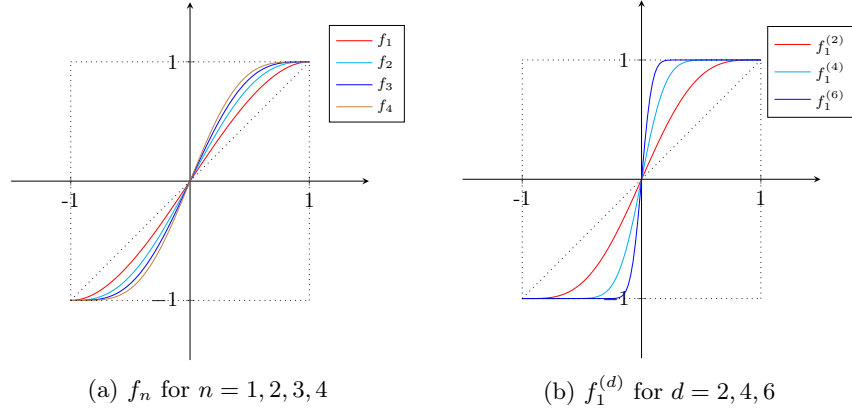 1
-1
1
−1
f₁
f₂
f₃
f₄
(a) fₙ for n = 1, 2, 3, 4
1
-1
1
−1
f₁⁽²⁾
f₁⁽⁴⁾
f₁⁽⁶⁾
(b) f₁⁽ᵈ⁾ for d = 2, 4, 6